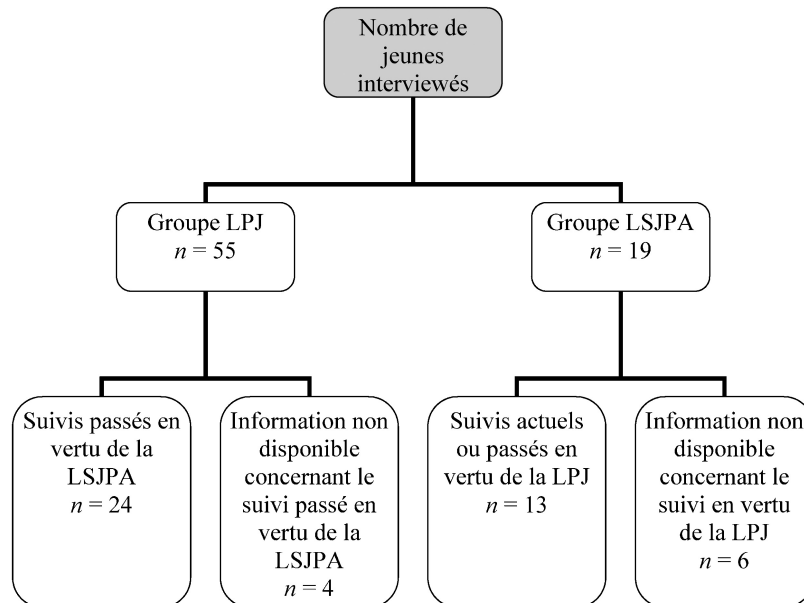 Nombre de
jeunes
interviewés
Groupe LPJ
n = 55
Groupe LSJPA
n = 19
Suivis passés en
vertu de la
LSJPA
n = 24
Information non
disponible
concernant le
suivi passé en
vertu de la
LSJPA
n = 4
Suivis actuels
ou passés en
vertu de la LPJ
n = 13
Information non
disponible
concernant le
suivi en vertu
de la LPJ
n = 6